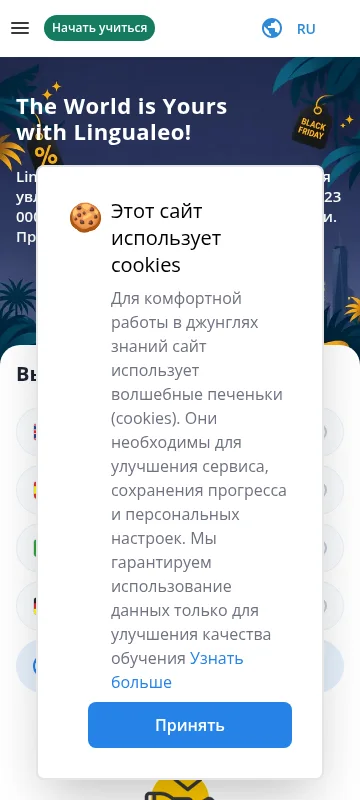 Начать учиться
RU
The World is Yours
with Lingualeo!
BLACK
FRIDAY
%
23
Этот сайт
использует
cookies
Для комфортной
работы в джунглях
знаний сайт
использует
волшебные печеньки
(cookies). Они
необходимы для
улучшения сервиса,
сохранения прогресса
и персональных
настроек. Мы
гарантируем
использование
данных только для
улучшения качества
обучения Узнать
больше
Принять